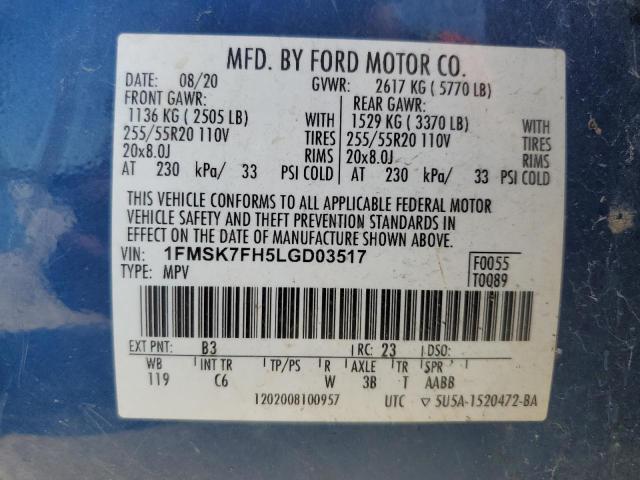 MFD. BY FORD MOTOR CO.
DATE: 08/20 GVWR: 2617 KG ( 5770 LB)
FRONT GAWR: REAR GAWR:
1136 KG ( 2505 LB) WITH 1529 KG ( 3370 LB) WITH
255/55R20 110V TIRES 255/55R20 110V TIRES
20x8.0J RIMS 20x8.0J RIMS
AT 230 kPa/ 33 PSI COLD AT 230 kPa/ 33 PSI COLD
THIS VEHICLE CONFORMS TO ALL APPLICABLE FEDERAL MOTOR
VEHICLE SAFETY AND THEFT PREVENTION STANDARDS IN
EFFECT ON THE DATE OF MANUFACTURE SHOWN ABOVE.
VIN: 1FMSK7FH5LGD03517 F0055
TYPE: MPV T0089
EXT PNT: B3 RC: 23 DSO:
WB INT TR TP/PS R AXLE TR SPR
119 C6 W 3B T AABB
1202008100957 UTC ▽ 5U5A-1520472-BA